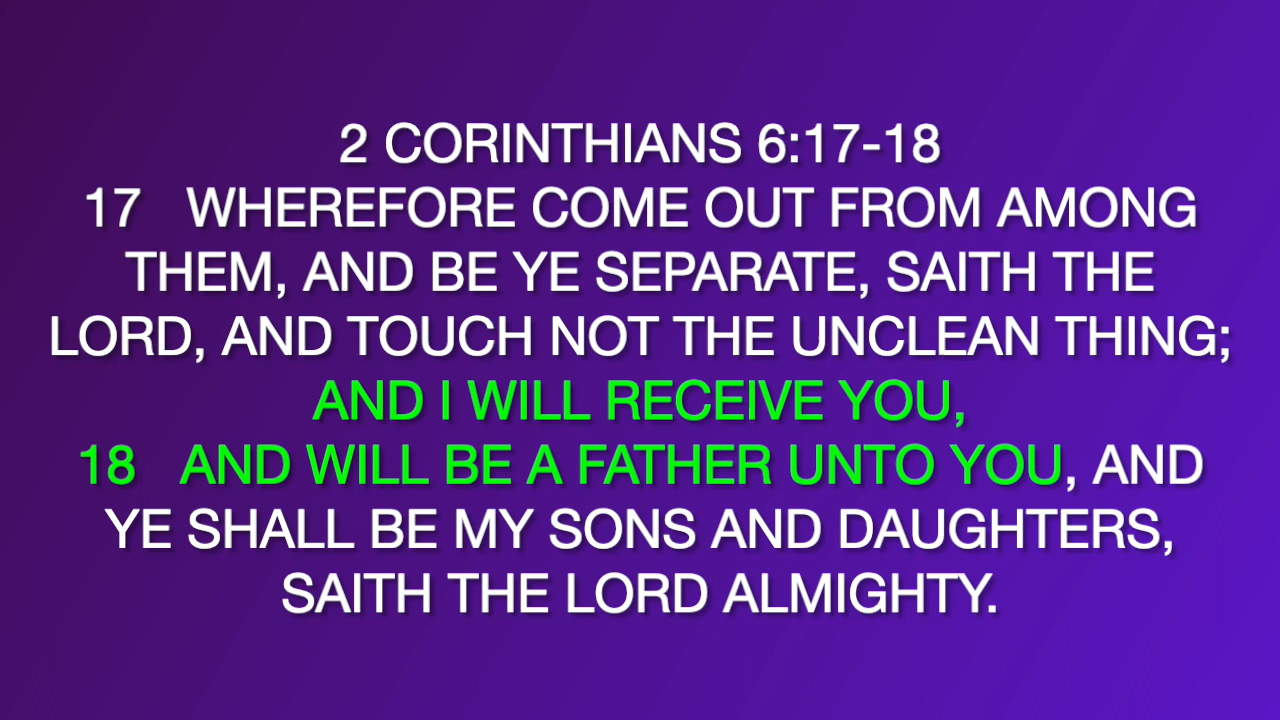 2 CORINTHIANS 6:17-18
17 WHEREFORE COME OUT FROM AMONG
THEM, AND BE YE SEPARATE, SAITH THE
LORD, AND TOUCH NOT THE UNCLEAN THING;
AND I WILL RECEIVE YOU,
18 AND WILL BE A FATHER UNTO YOU, AND
YE SHALL BE MY SONS AND DAUGHTERS,
SAITH THE LORD ALMIGHTY.